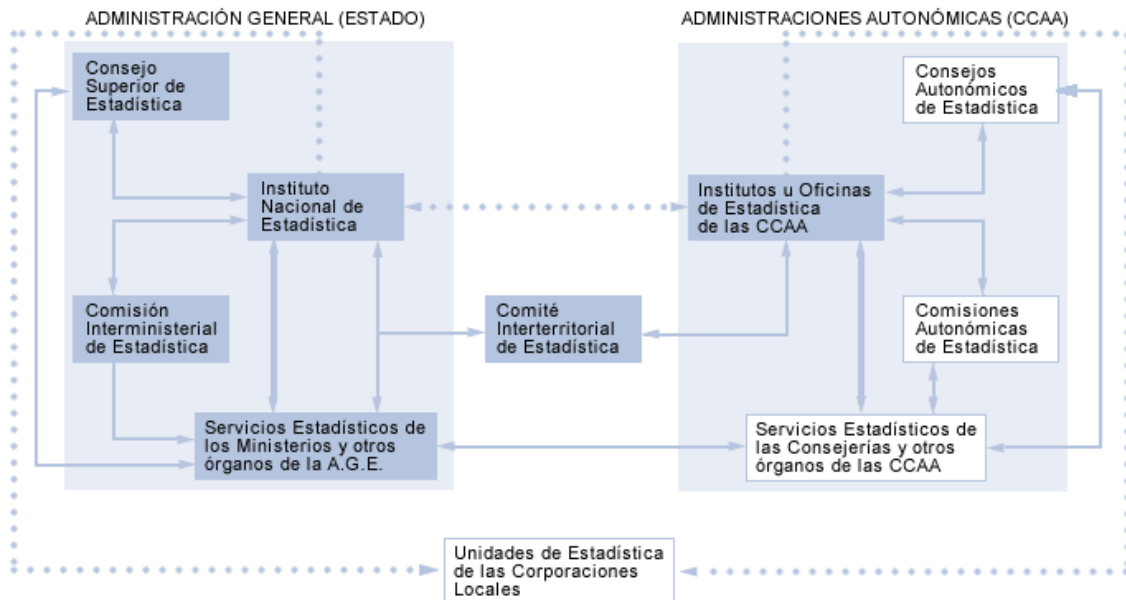 ADMINISTRACIÓN GENERAL (ESTADO)
ADMINISTRACIONES AUTONÓMICAS (CCAA)
Consejo
Superior de
Estadística
Consejos
Autonómicos
de Estadística
Instituto
Nacional de
Estadística
Institutos u Oficinas
de Estadística
de las CCAA
Comisión
Interministerial
de Estadística
Comité
Interterritorial
de Estadística
Comisiones
Autonómicas
de Estadística
Servicios Estadísticos de
los Ministerios y otros
órganos de la A.G.E.
Servicios Estadísticos de
las Consejerías y otros
órganos de las CCAA
Unidades de Estadística
de las Corporaciones
Locales